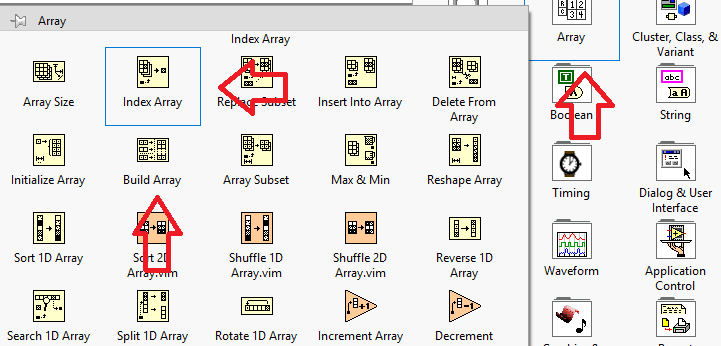 Array
Index Array
Array Size
Index Array
Replace Subset
Insert Into Array
Delete From
Array
Initialize Array
Build Array
Array Subset
Max & Min
Reshape Array
Sort 1D Array
Sort 2D
Array.vim
Shuffle 1D
Array.vim
Shuffle 2D
Array.vim
Reverse 1D
Array
Search 1D Array
Split 1D Array
Rotate 1D Array
Increment Array
Decrement
Array
Cluster, Class, &
Variant
Boolean
String
Timing
Dialog & User
Interface
Waveform
Application
Control